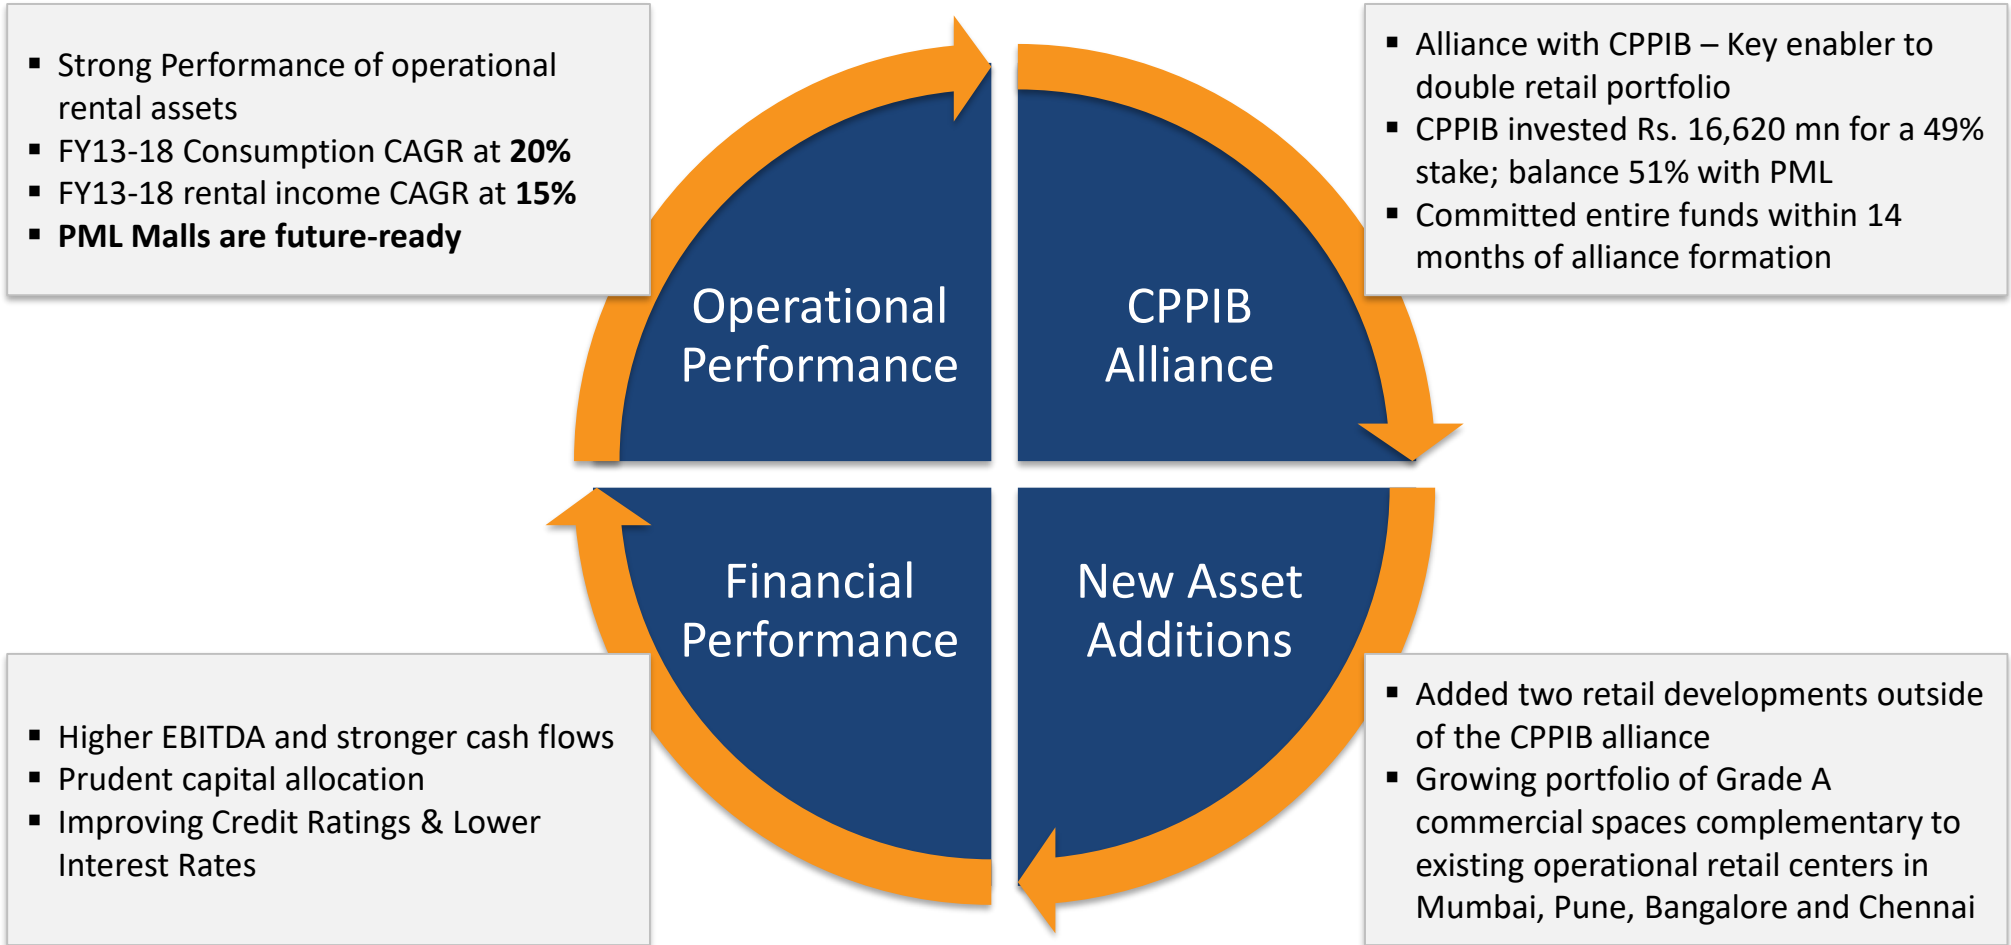 ▪ Strong Performance of operational
rental assets
▪ FY13-18 Consumption CAGR at 20%
▪ FY13-18 rental income CAGR at 15%
▪ PML Malls are future-ready
▪ Alliance with CPPIB – Key enabler to
double retail portfolio
▪ CPPIB invested Rs. 16,620 mn for a 49%
stake; balance 51% with PML
▪ Committed entire funds within 14
months of alliance formation
Operational
Performance
CPPIB
Alliance
Financial
Performance
New Asset
Additions
▪ Higher EBITDA and stronger cash flows
▪ Prudent capital allocation
▪ Improving Credit Ratings & Lower
Interest Rates
▪ Added two retail developments outside
of the CPPIB alliance
▪ Growing portfolio of Grade A
commercial spaces complementary to
existing operational retail centers in
Mumbai, Pune, Bangalore and Chennai